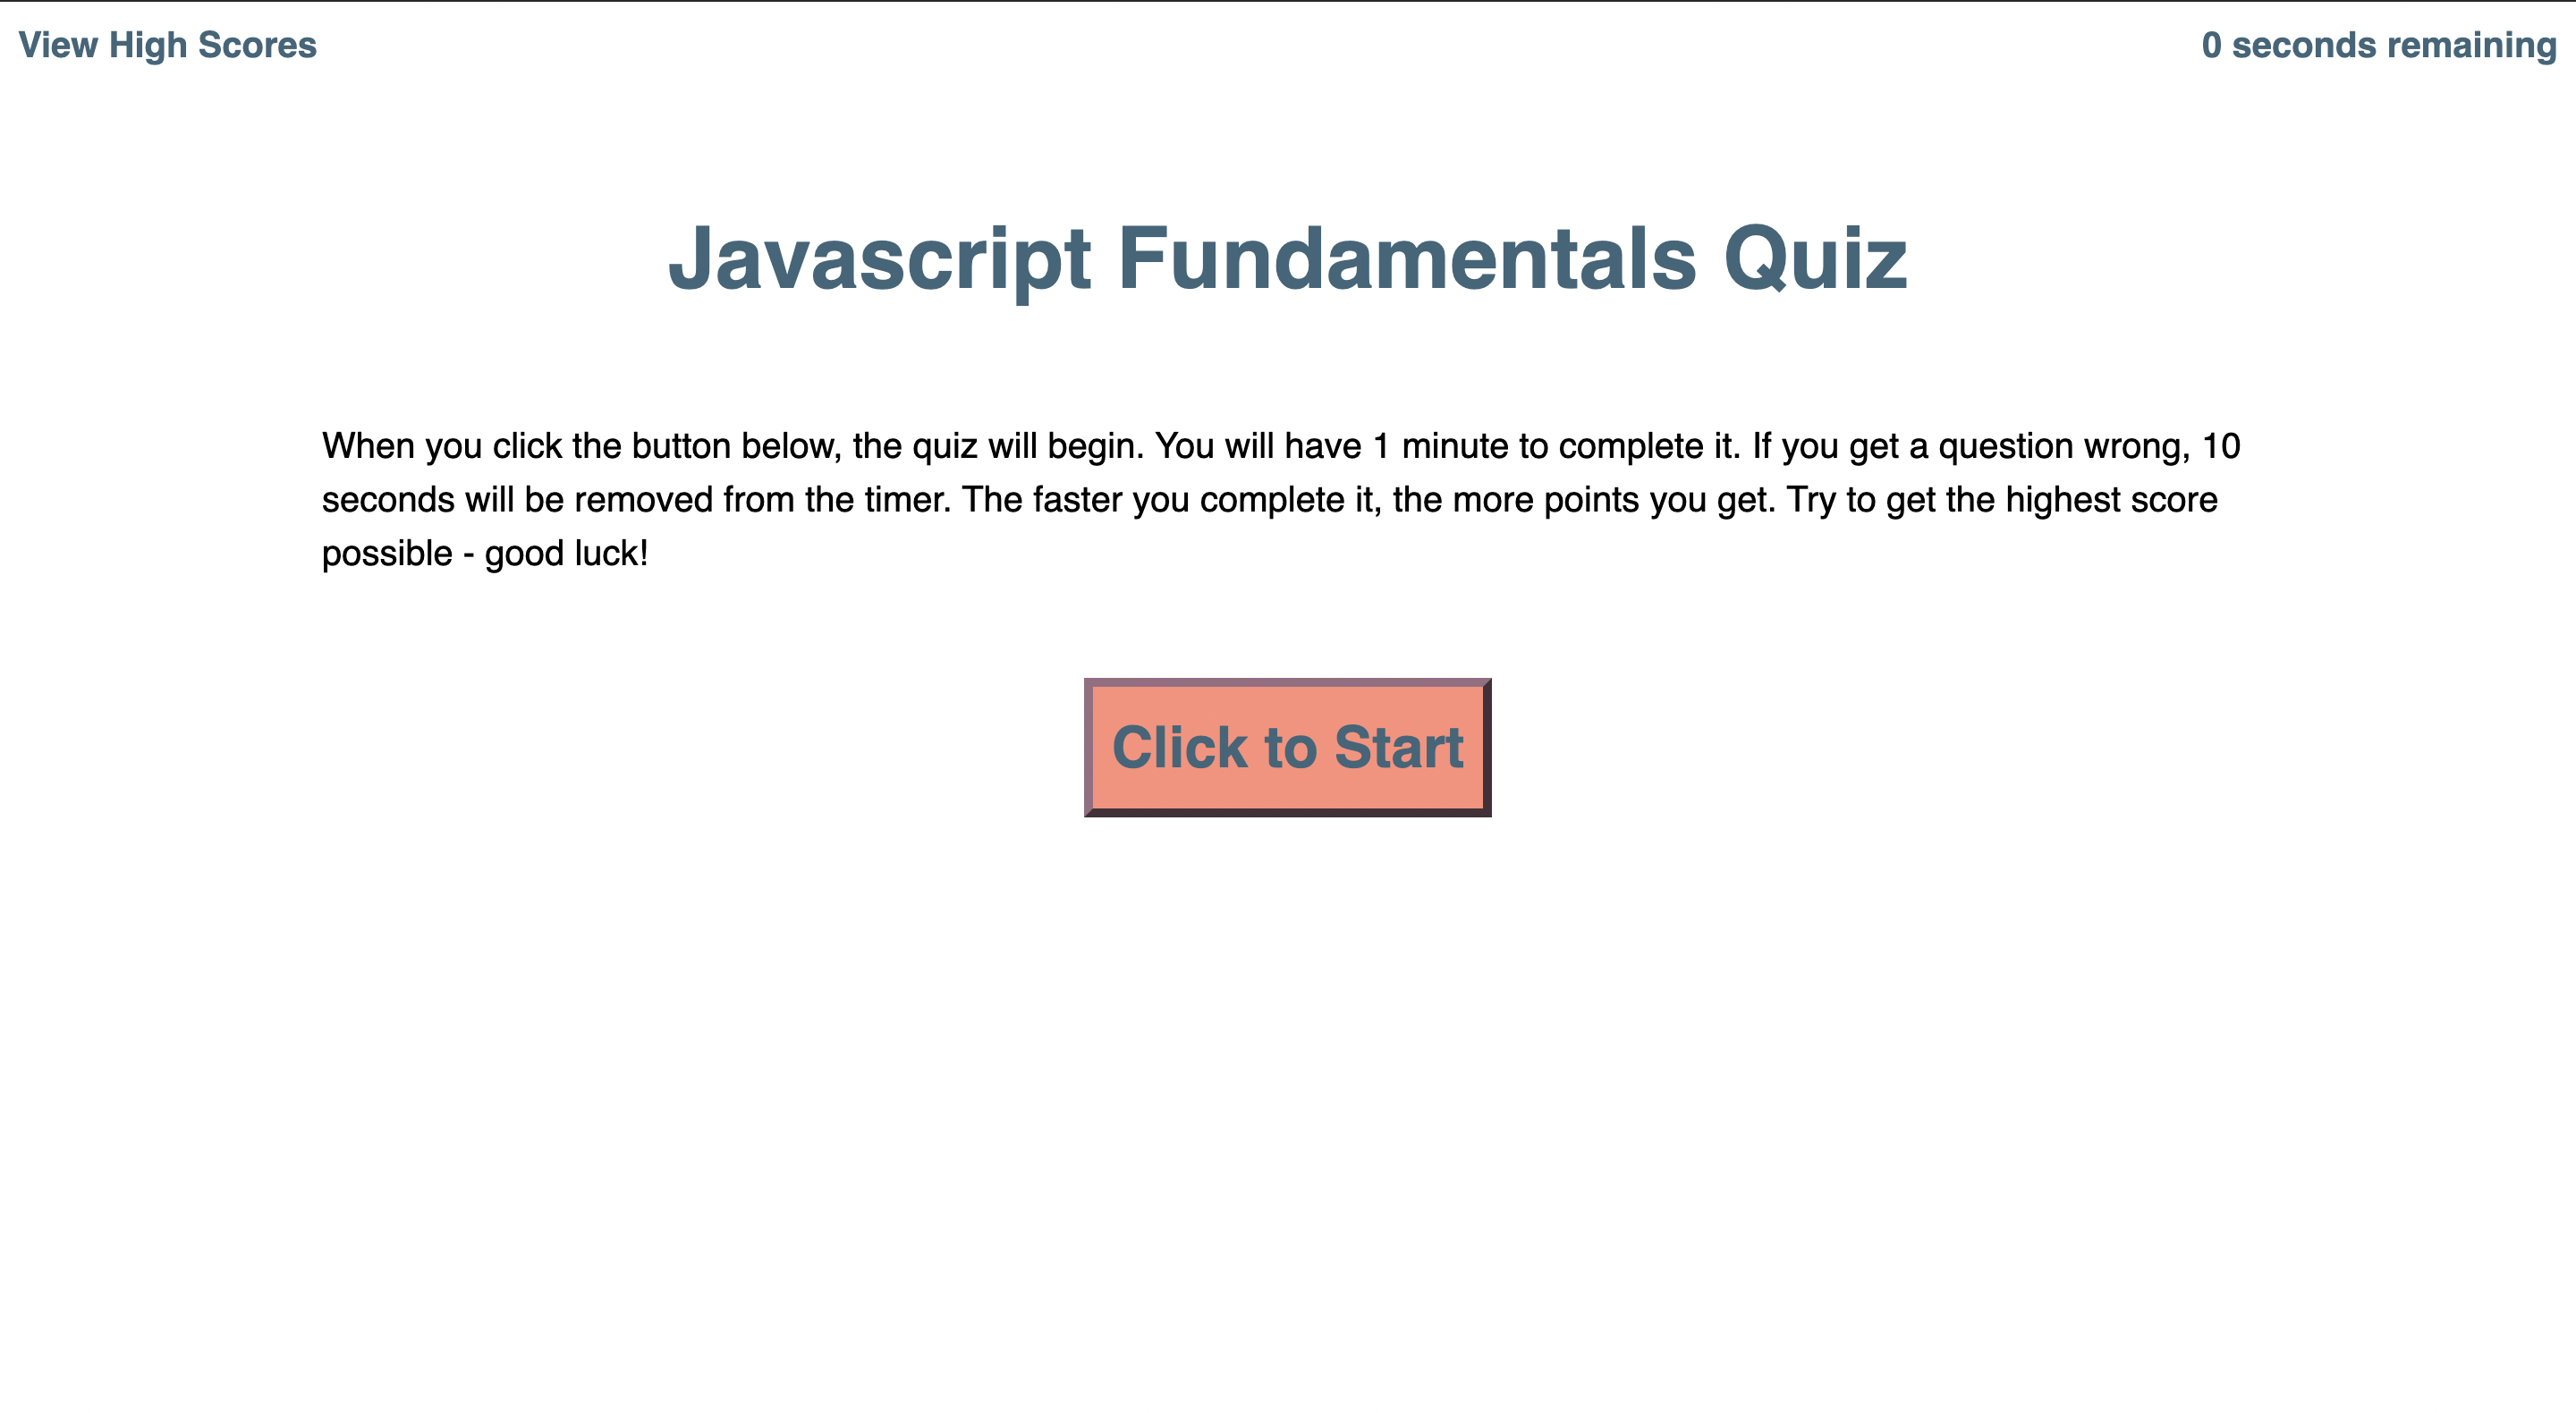 View High Scores
0 seconds remaining
Javascript Fundamentals Quiz
When you click the button below, the quiz will begin. You will have 1 minute to complete it. If you get a question wrong, 10
seconds will be removed from the timer. The faster you complete it, the more points you get. Try to get the highest score
possible - good luck!
Click to Start